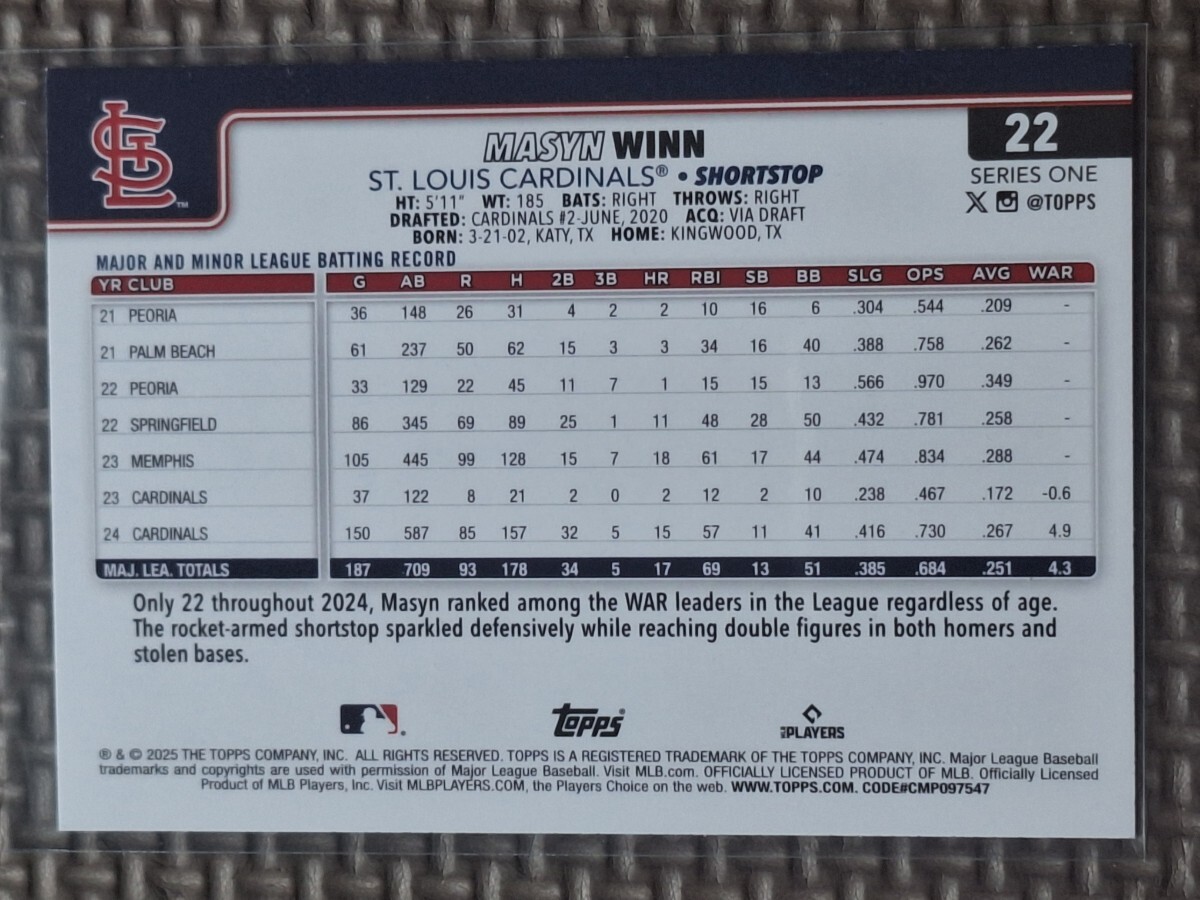 STL
TM
22
SERIES ONE
X @TOPPS
MASYN WINN
ST. LOUIS CARDINALS® • SHORTSTOP
HT: 5'11" WT: 185 BATS: RIGHT THROWS: RIGHT
DRAFTED: CARDINALS #2-JUNE, 2020 ACQ: VIA DRAFT
BORN: 3-21-02, KATY, TX HOME: KINGWOOD, TX
MAJOR AND MINOR LEAGUE BATTING RECORD
YR CLUB G AB R H 2B 3B HR RBI SB BB SLG OPS AVG WAR
21 PEORIA 36 148 26 31 4 2 2 10 16 6 .304 .544 .209 -
21 PALM BEACH 61 237 50 62 15 3 3 34 16 40 .388 .758 .262 -
22 PEORIA 33 129 22 45 11 7 1 15 15 13 .566 .970 .349 -
22 SPRINGFIELD 86 345 69 89 25 1 11 48 28 50 .432 .781 .258 -
23 MEMPHIS 105 445 99 128 15 7 18 61 17 44 .474 .834 .288 -
23 CARDINALS 37 122 8 21 2 0 2 12 2 10 .238 .467 .172 -0.6
24 CARDINALS 150 587 85 157 32 5 15 57 11 41 .416 .730 .267 4.9
MAJ. LEA. TOTALS 187 709 93 178 34 5 17 69 13 51 .385 .684 .251 4.3
Only 22 throughout 2024, Masyn ranked among the WAR leaders in the League regardless of age.
The rocket-armed shortstop sparkled defensively while reaching double figures in both homers and
stolen bases.
Topps
MLB PLAYERS
® & © 2025 THE TOPPS COMPANY, INC. ALL RIGHTS RESERVED. TOPPS IS A REGISTERED TRADEMARK OF THE TOPPS COMPANY, INC. Major League Baseball
trademarks and copyrights are used with permission of Major League Baseball. Visit MLB.com. OFFICIALLY LICENSED PRODUCT OF MLB. Officially Licensed
Product of MLB Players, Inc. Visit MLBPLAYERS.COM, the Players Choice on the web. WWW.TOPPS.COM. CODE#CMP097547